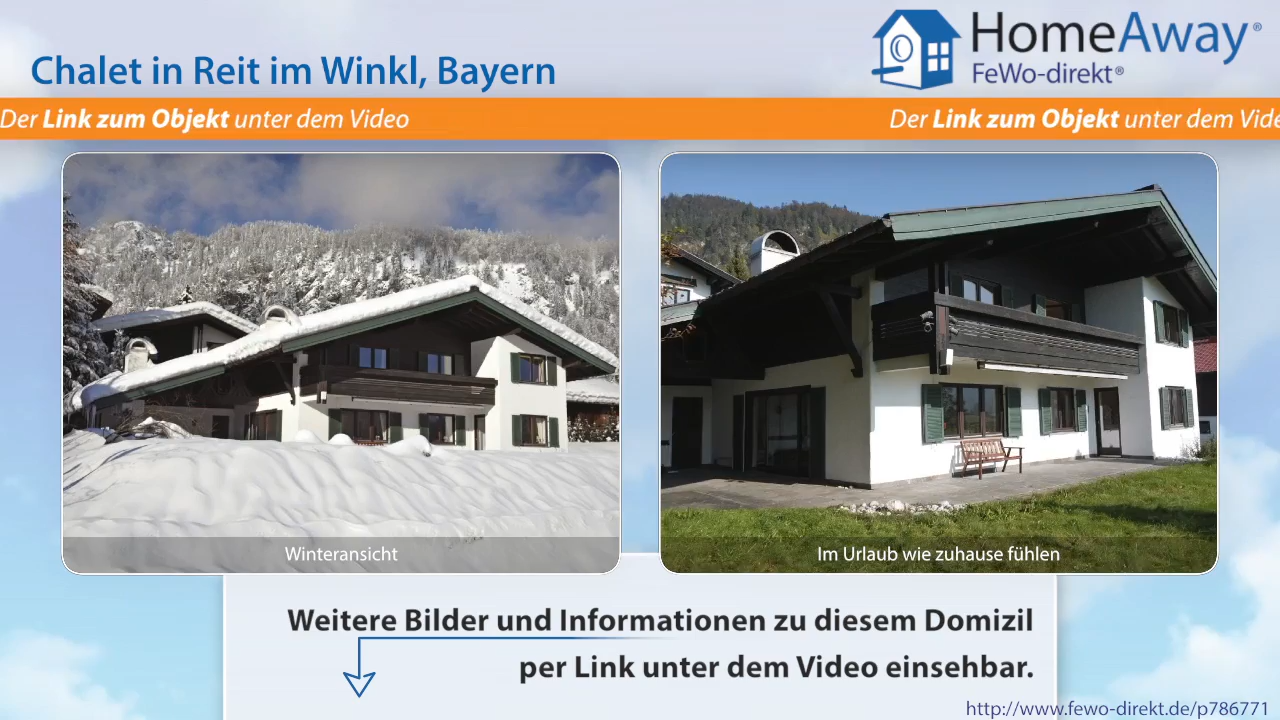 HomeAway®
FeWo-direkt®
Chalet in Reit im Winkl, Bayern
Der Link zum Objekt unter dem Video
Der Link zum Objekt unter dem Vide
Winteransicht
Im Urlaub wie zuhause fühlen
Weitere Bilder und Informationen zu diesem Domizil
per Link unter dem Video einsehbar.
http://www.fewo-direkt.de/p786771